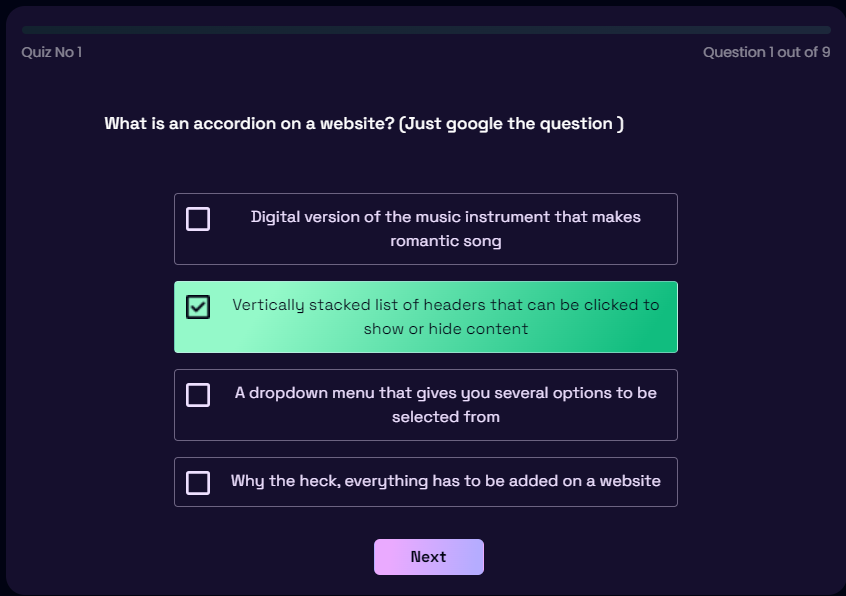 Quiz No 1
Question 1 out of 9
What is an accordion on a website? (Just google the question )
Digital version of the music instrument that makes
romantic song
Vertically stacked list of headers that can be clicked to
show or hide content
A dropdown menu that gives you several options to be
selected from
Why the heck, everything has to be added on a website
Next